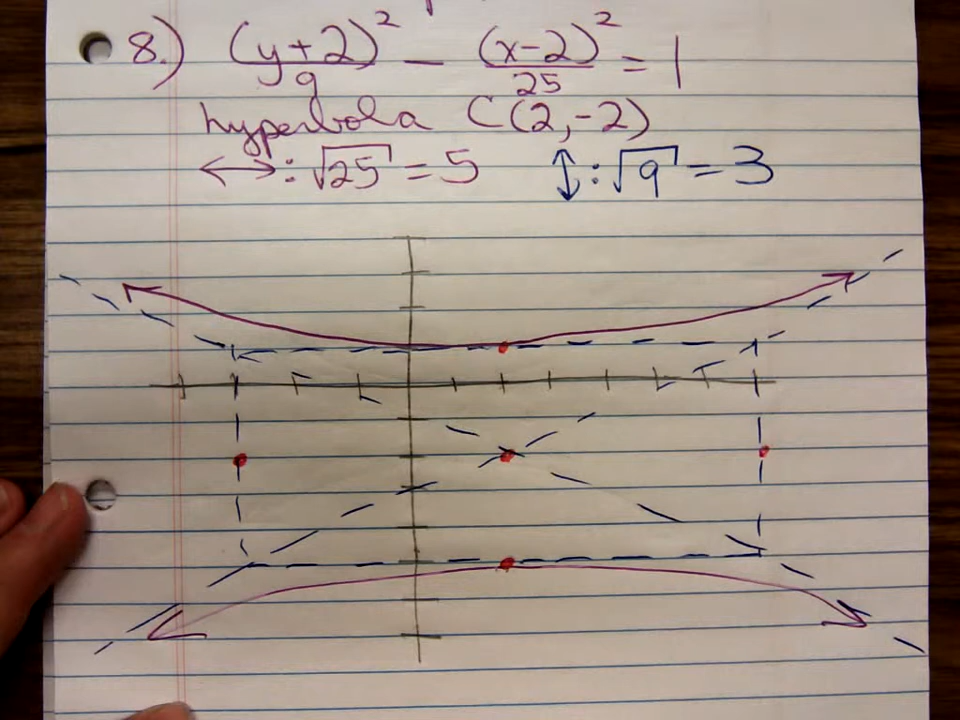 8.) (y+2)²/9 − (x-2)²/25 = 1
hyperbola C(2,-2)
↔:√25 = 5 ↕:√9 = 3